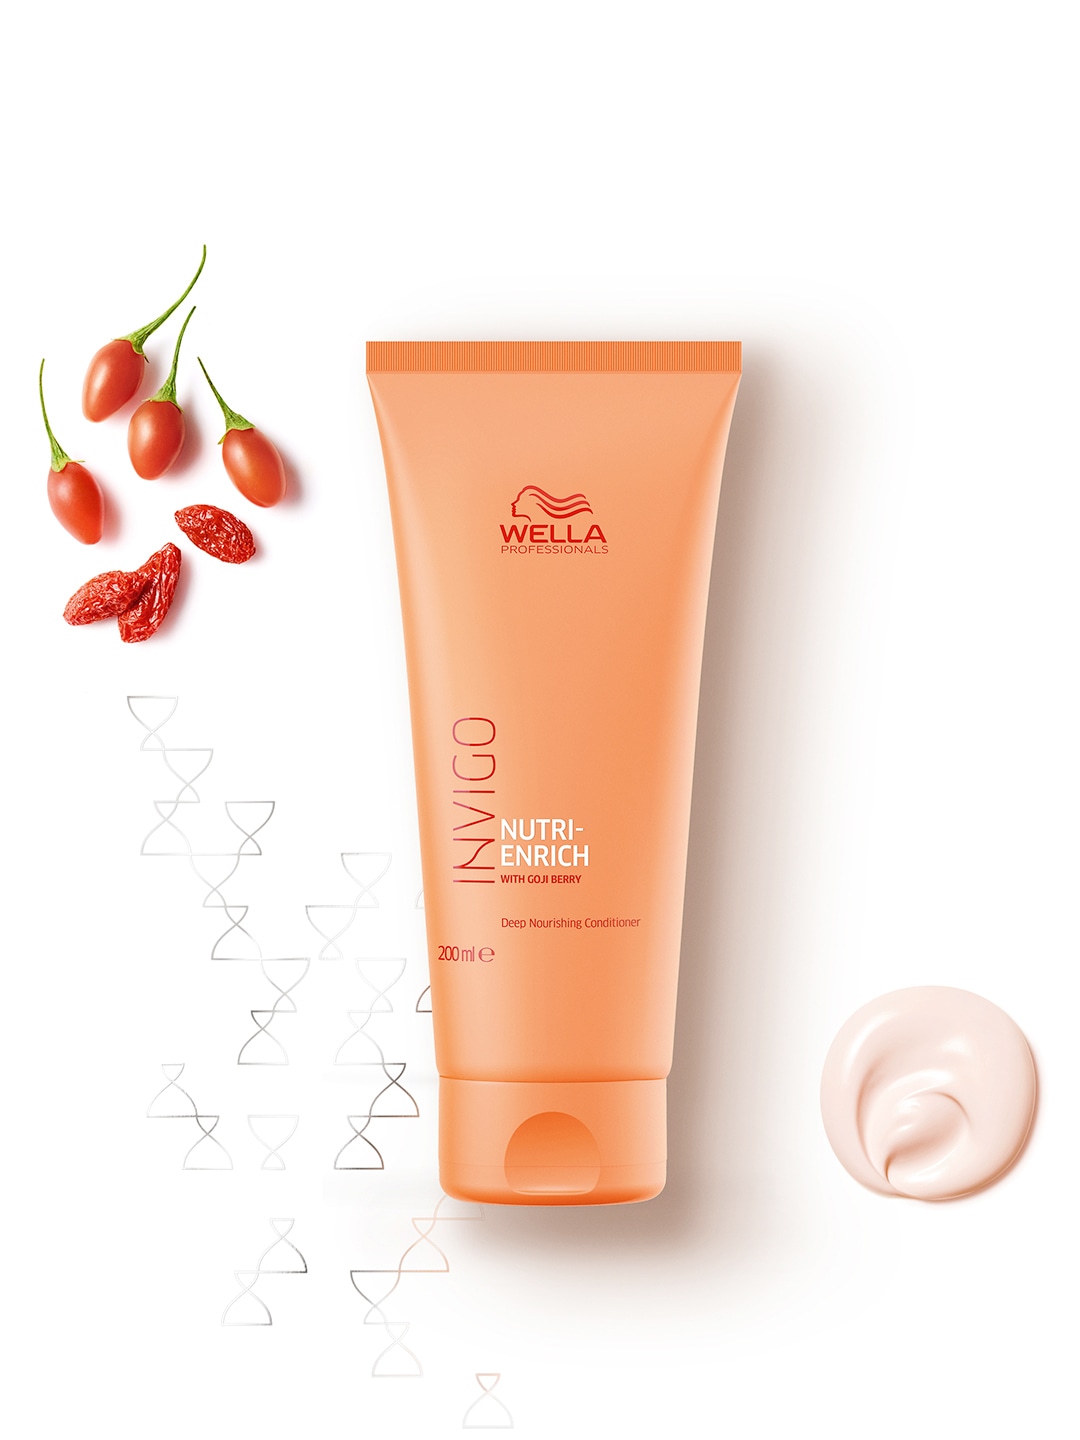 WELLA
PROFESSIONALS
INVIGO
NUTRI-
ENRICH
WITH GOJI BERRY
Deep Nourishing Conditioner
200 ml ℮